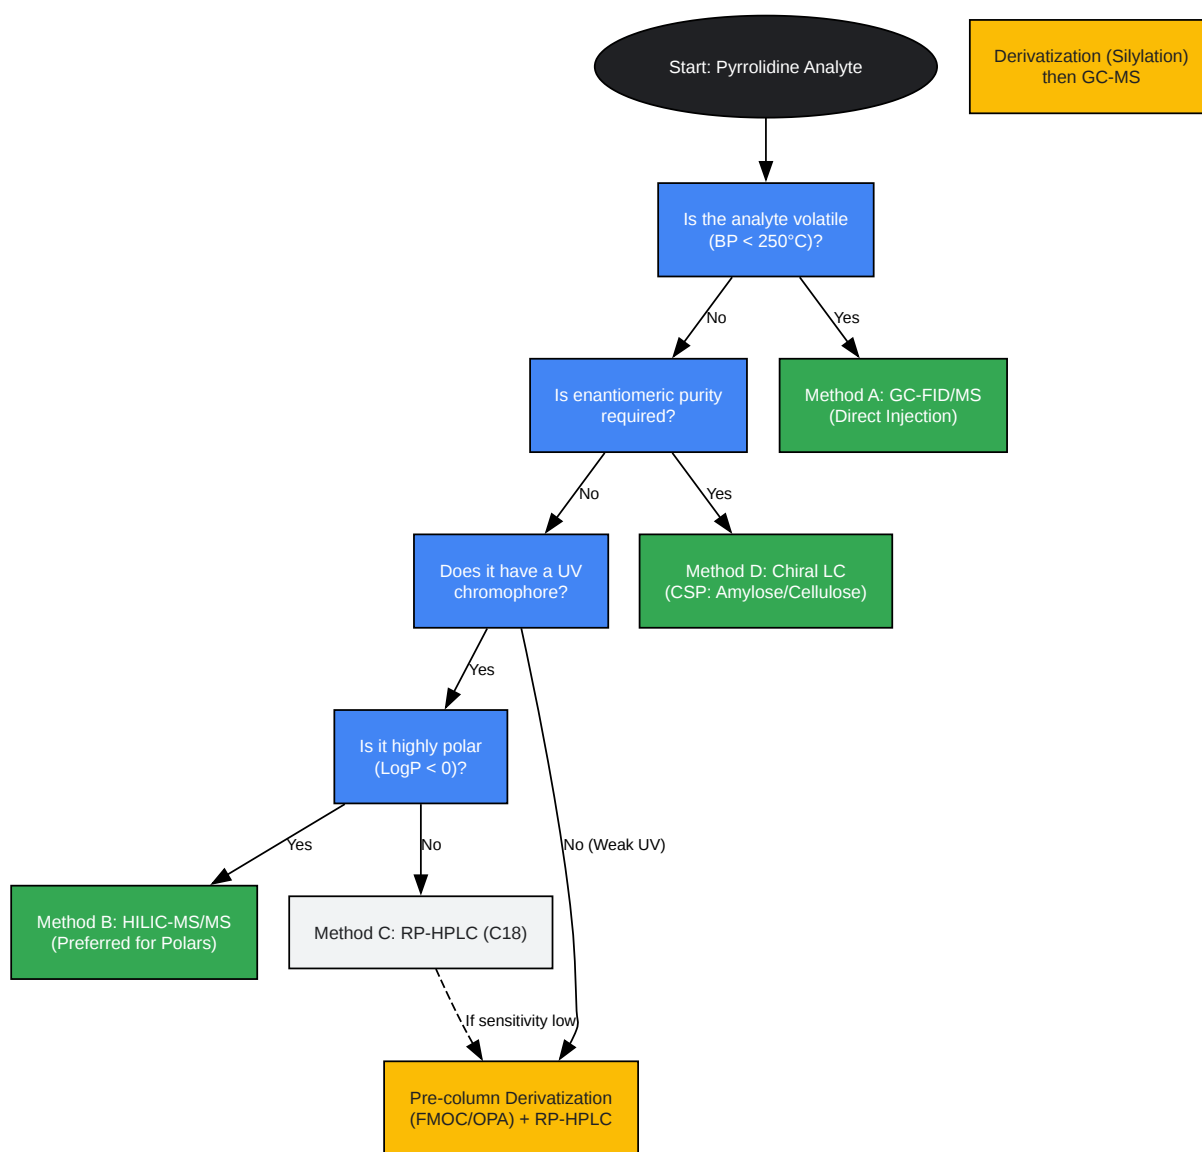 Start: Pyrrolidine Analyte
Derivatization (Silylation)
then GC-MS
Is the analyte volatile
(BP < 250°C)?
No
Yes
Is enantiomeric purity
required?
Method A: GC-FID/MS
(Direct Injection)
No
Yes
Does it have a UV
chromophore?
Method D: Chiral LC
(CSP: Amylose/Cellulose)
Yes
Is it highly polar
(LogP < 0)?
Yes
No
No (Weak UV)
Method B: HILIC-MS/MS
(Preferred for Polars)
Method C: RP-HPLC (C18)
If sensitivity low
Pre-column Derivatization
(FMOC/OPA) + RP-HPLC